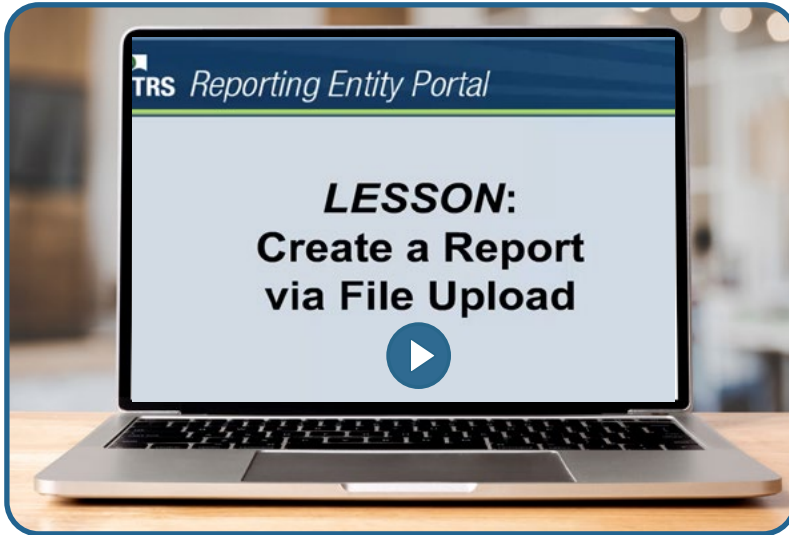 TRS Reporting Entity Portal
LESSON:
Create a Report
via File Upload